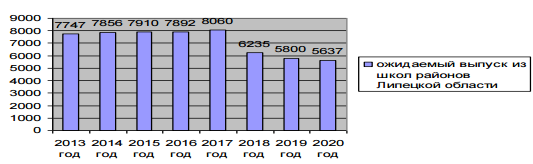 9000
8000
7000
6000
5000
4000
3000
2000
1000
0
7747 7856 7910 7892 8060 6235 5800 5637
2013 2014 2015 2016 2017 2018 2019 2020
год год год год год год год год
ожидаемый выпуск из
школ районов
Липецкой области